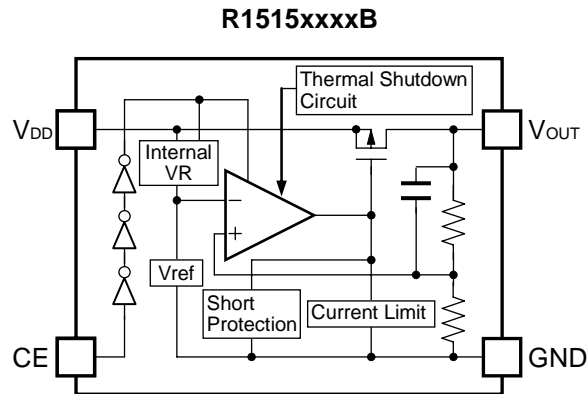 R1515xxxxB
Thermal Shutdown
Circuit
VDD
VOUT
Internal
VR
−
+
Vref
Short
Protection
Current Limit
CE
GND